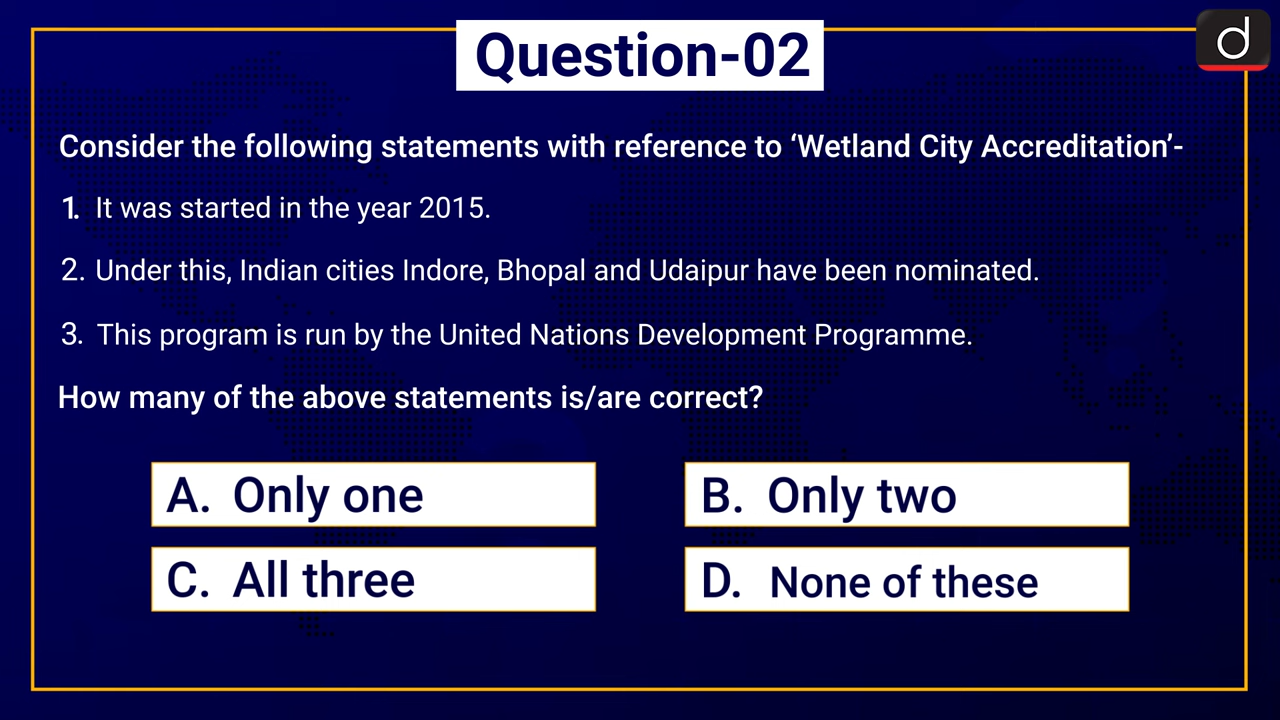 Question-02
d
Consider the following statements with reference to ‘Wetland City Accreditation’-
1. It was started in the year 2015.
2. Under this, Indian cities Indore, Bhopal and Udaipur have been nominated.
3. This program is run by the United Nations Development Programme.
How many of the above statements is/are correct?
A. Only one
B. Only two
C. All three
D. None of these